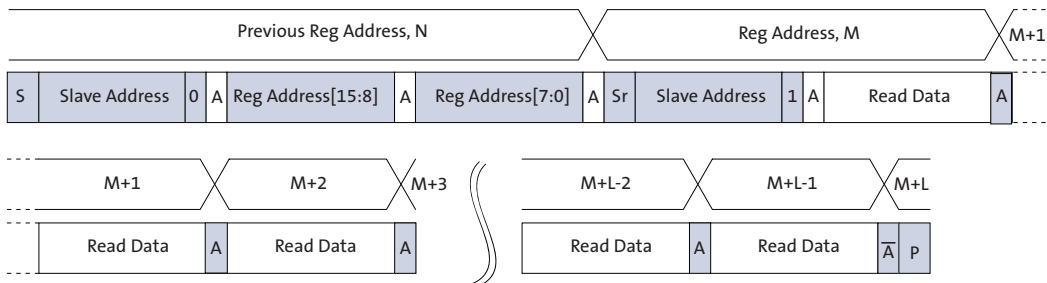 Previous Reg Address, N Reg Address, M M+1
S Slave Address 0 A Reg Address[15:8] A Reg Address[7:0] A Sr Slave Address 1 A Read Data A
M+1 M+2 M+3 M+L-2 M+L-1 M+L
Read Data A Read Data A Read Data A Read Data A̅ P